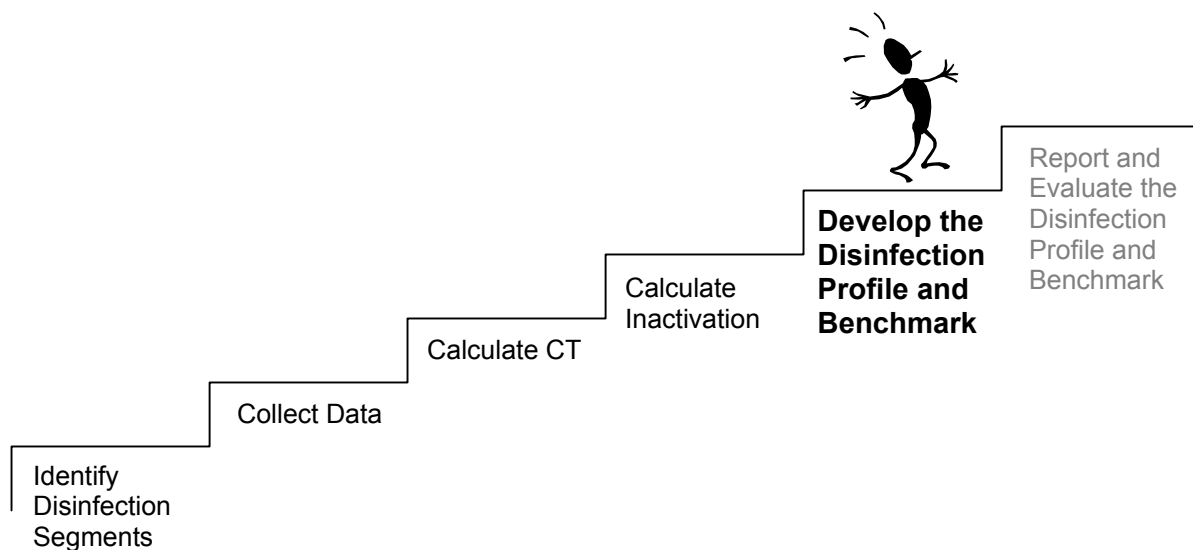 Identify
Disinfection
Segments
Collect Data
Calculate CT
Calculate
Inactivation
Develop the
Disinfection
Profile and
Benchmark
Report and
Evaluate the
Disinfection
Profile and
Benchmark